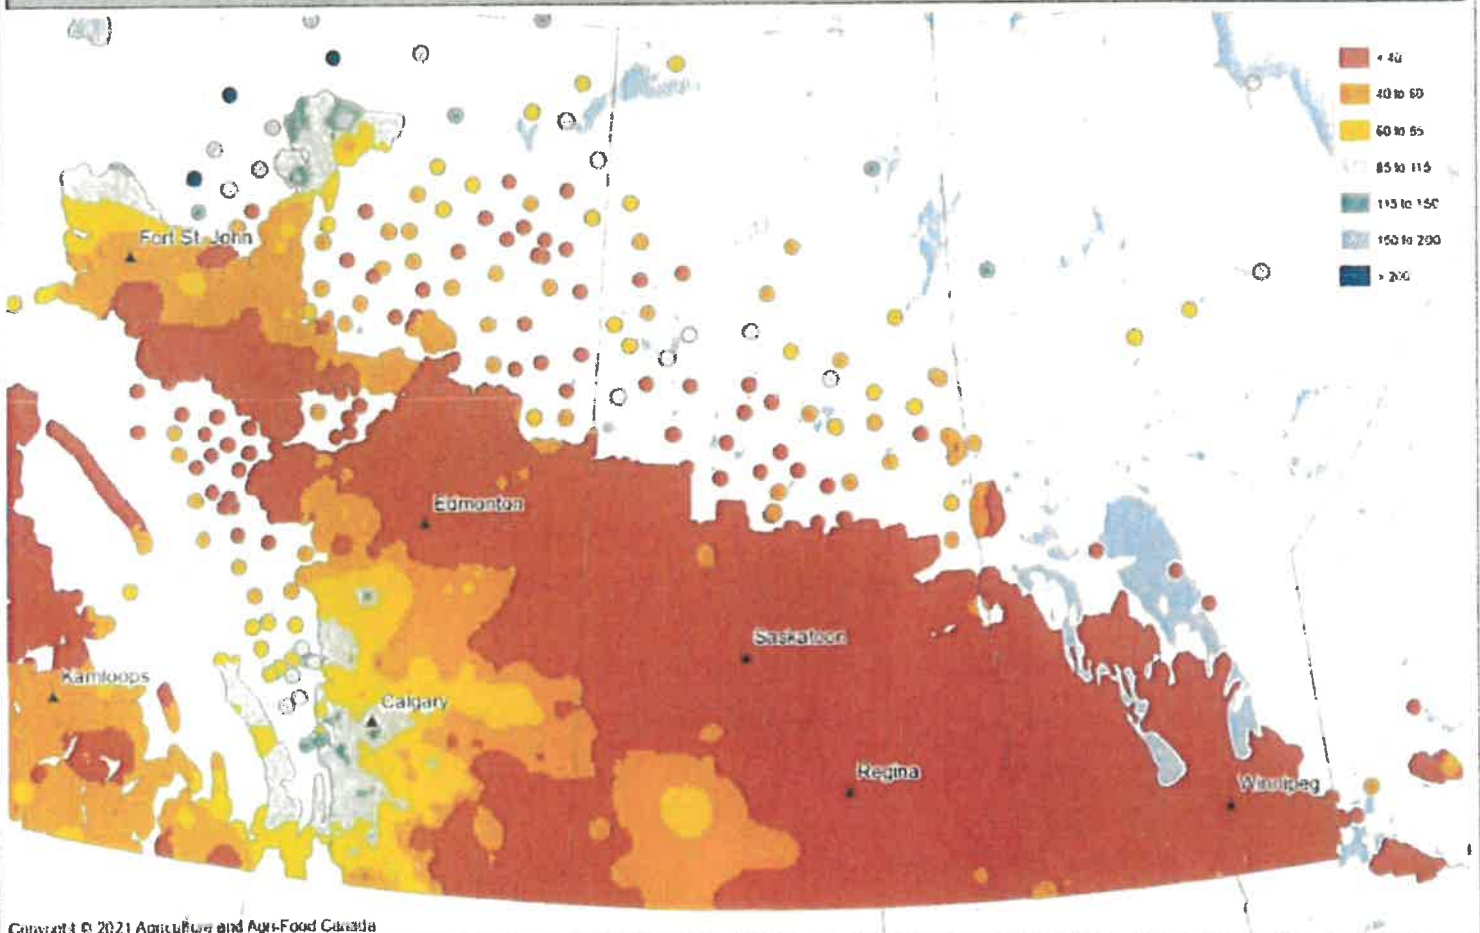 < 40
40 to 60
60 to 85
85 to 115
115 to 150
150 to 200
> 200
Fort St. John
Edmonton
Saskatoon
Kamloops
Calgary
Regina
Winnipeg
Copyright © 2021 Agriculture and Agri-Food Canada